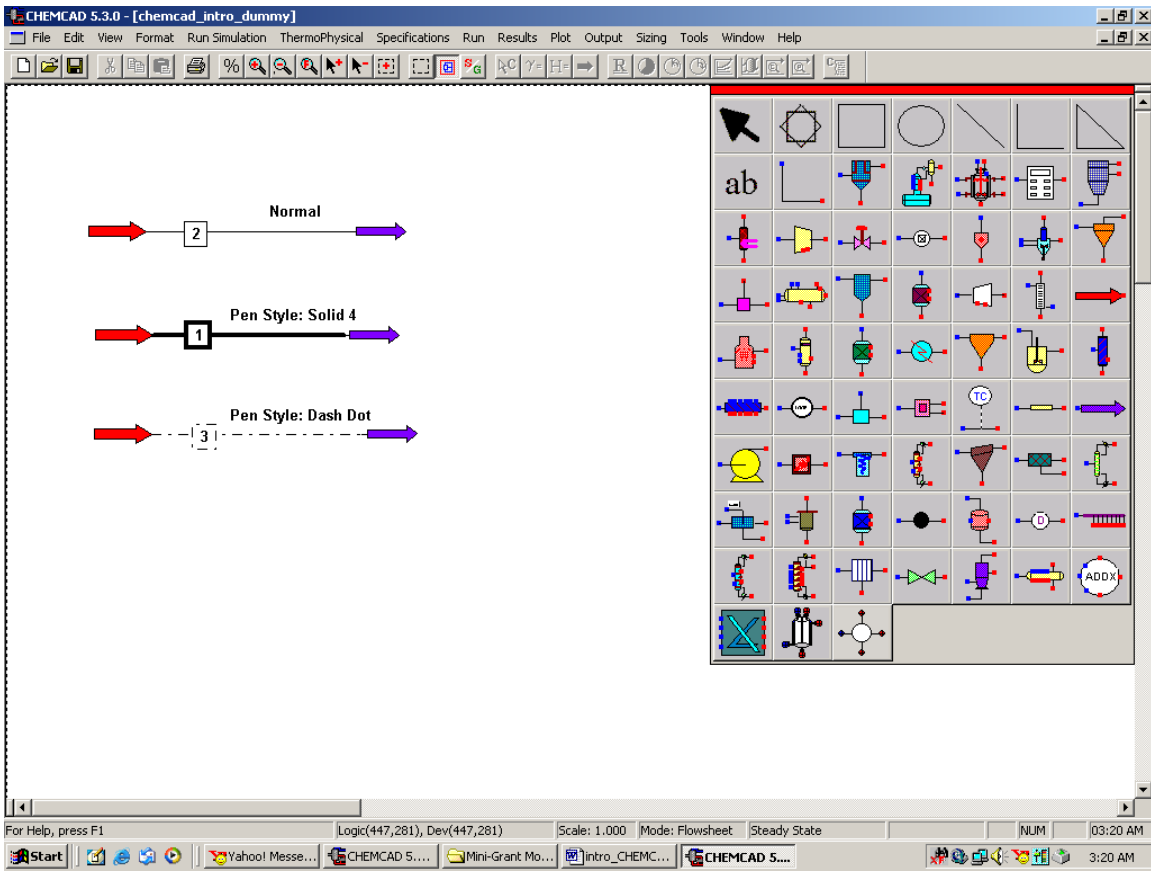 CHEMCAD 5.3.0 - [chemcad_intro_dummy]
File Edit View Format Run Simulation ThermoPhysical Specifications Run Results Plot Output Sizing Tools Window Help
% S G R
ab
Normal
2
Pen Style: Solid 4
1
TC
Pen Style: Dash Dot
3
D
ADDX
For Help, press F1 Logic(447,281), Dev(447,281) Scale: 1.000 Mode: Flowsheet Steady State NUM 03:20 AM
Start Yahoo! Messe... CHEMCAD 5.... Mini-Grant Mo... intro_CHEMC... CHEMCAD 5.... 3:20 AM